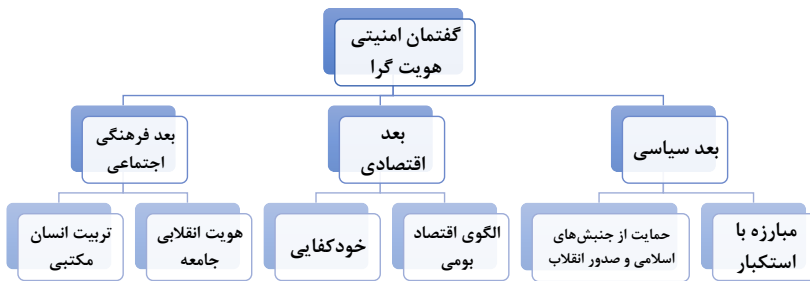 گفتمان امنیتی
هویت گرا
بعد سیاسی
بعد
اقتصادی
بعد فرهنگی
اجتماعی
مبارزه با
استکبار
حمایت از جنبش‌های
اسلامی و صدور انقلاب
الگوی اقتصاد
بومی
خودکفایی
هویت انقلابی
جامعه
تربیت انسان
مکتبی